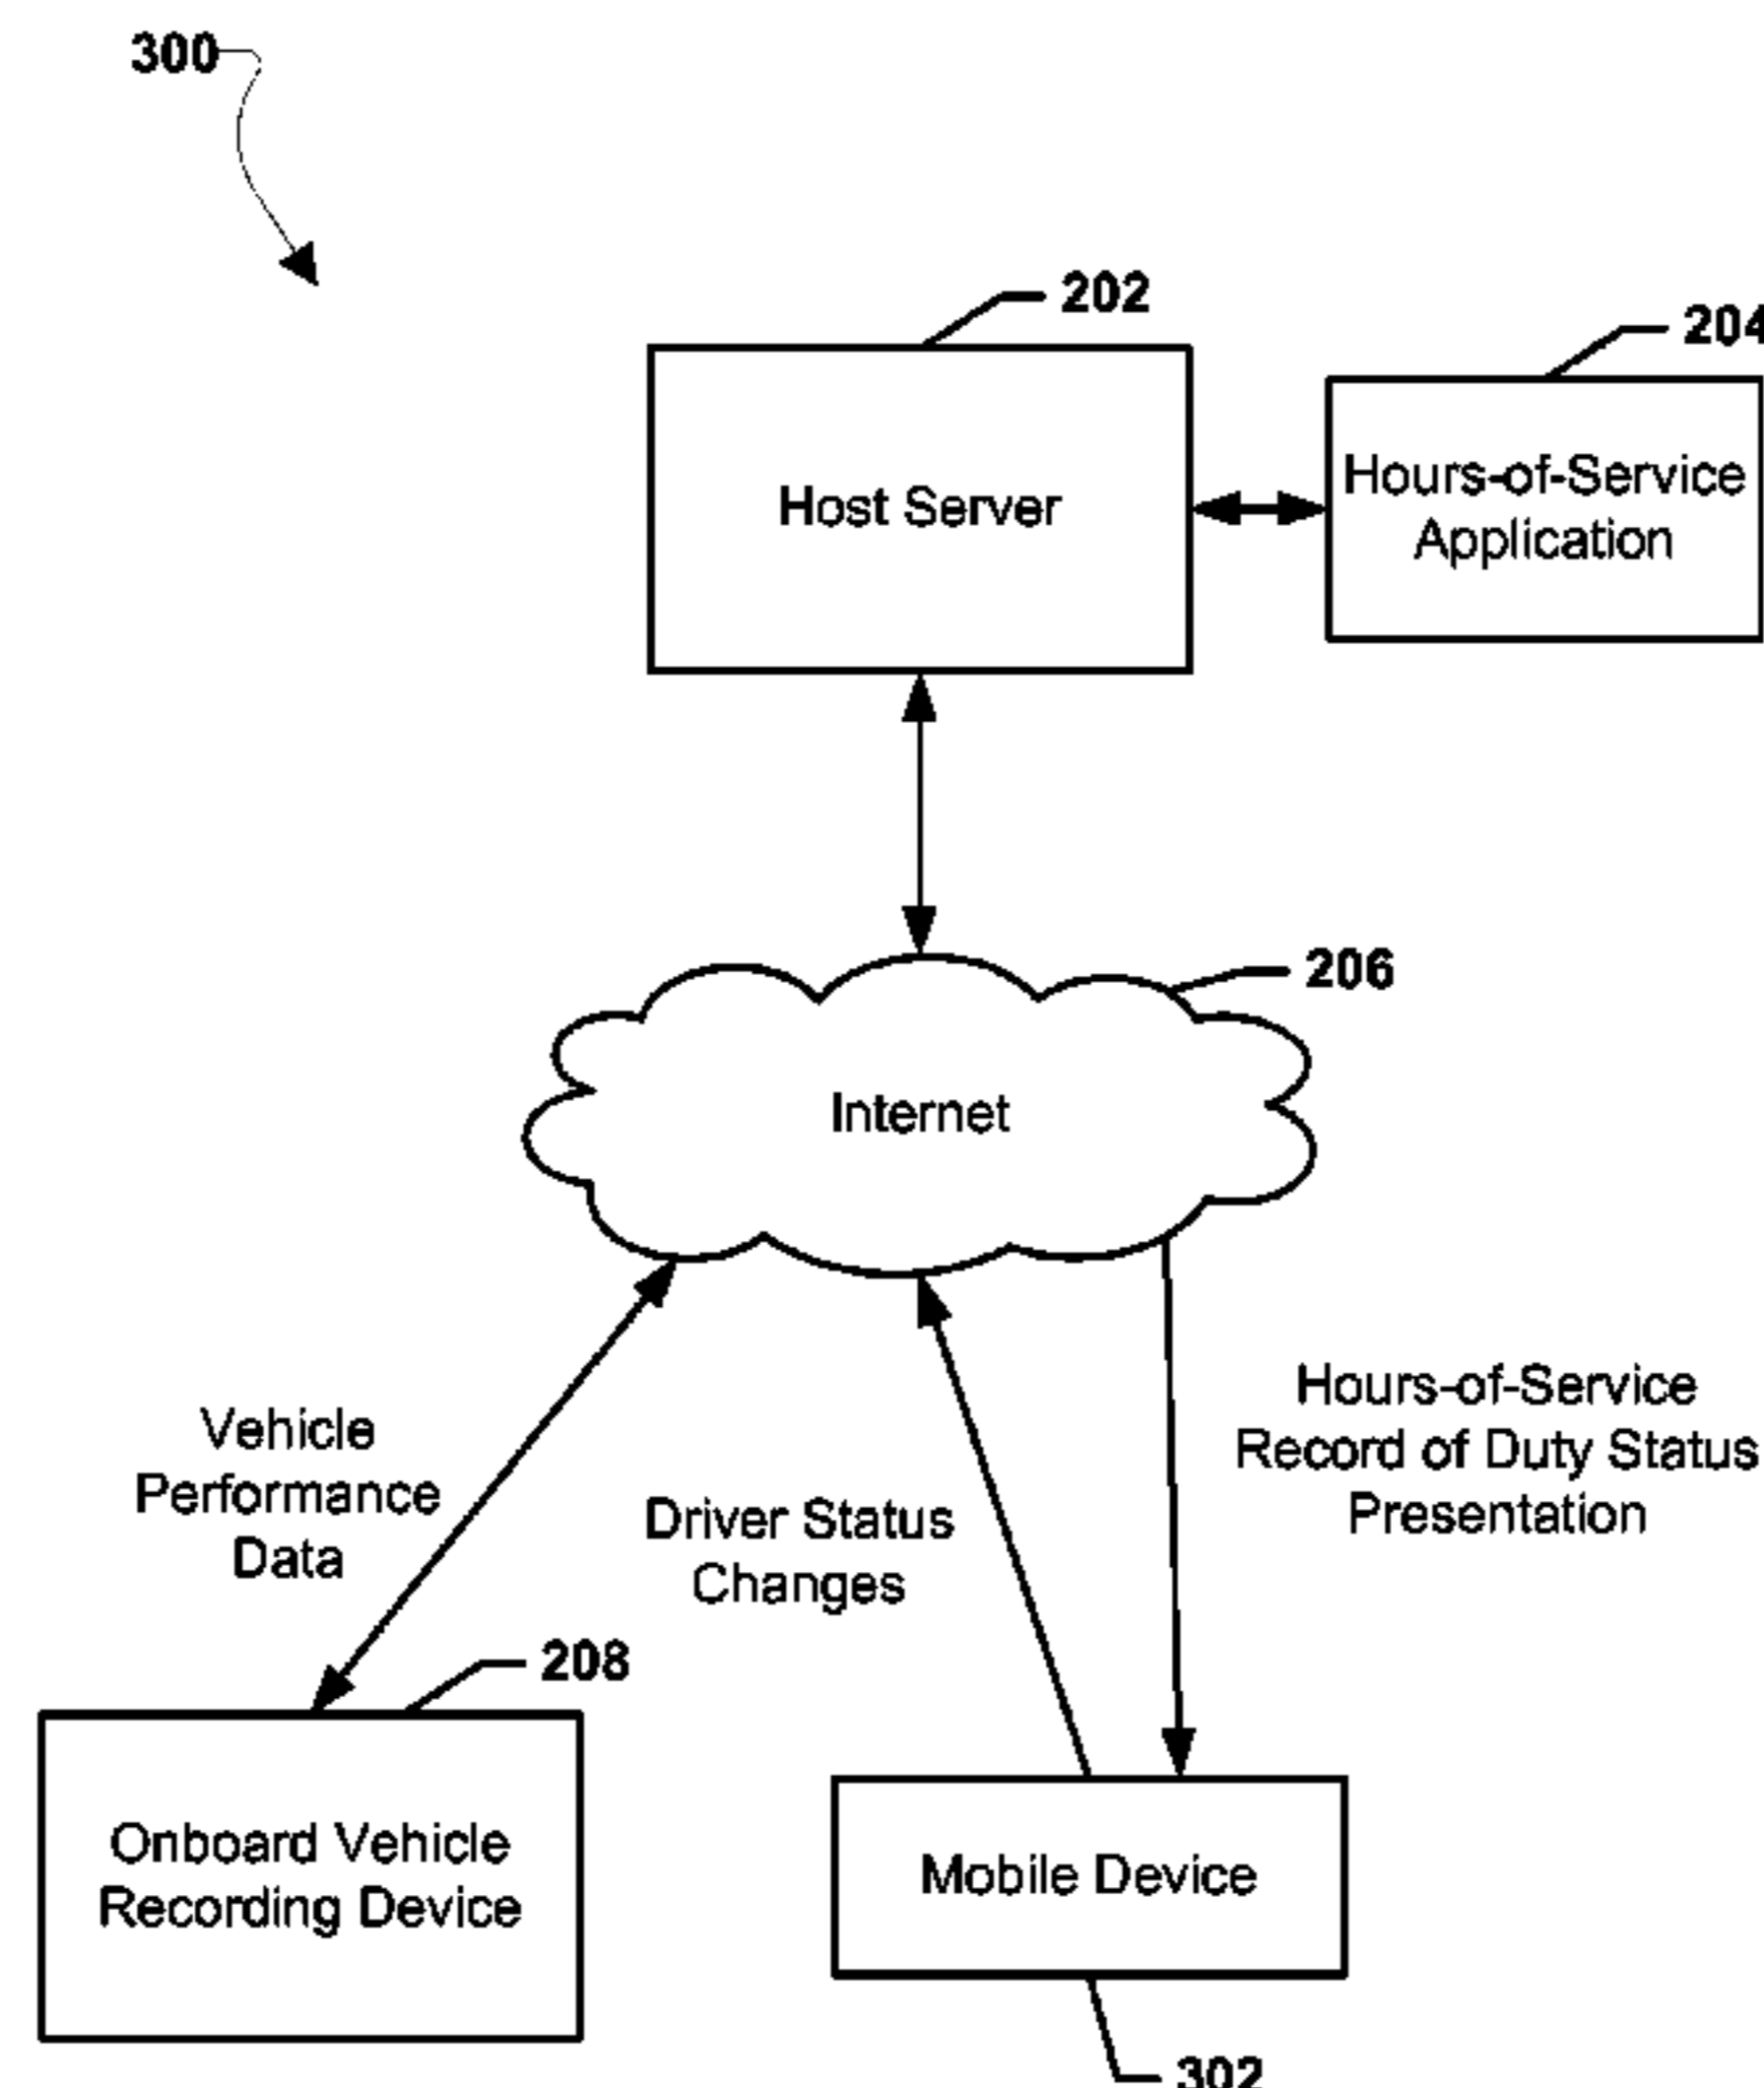 300
202
204
Host Server
Hours-of-Service
Application
206
Internet
Hours-of-Service
Record of Duty Status
Presentation
Vehicle
Performance
Data
Driver Status
Changes
208
Onboard Vehicle
Recording Device
Mobile Device
302